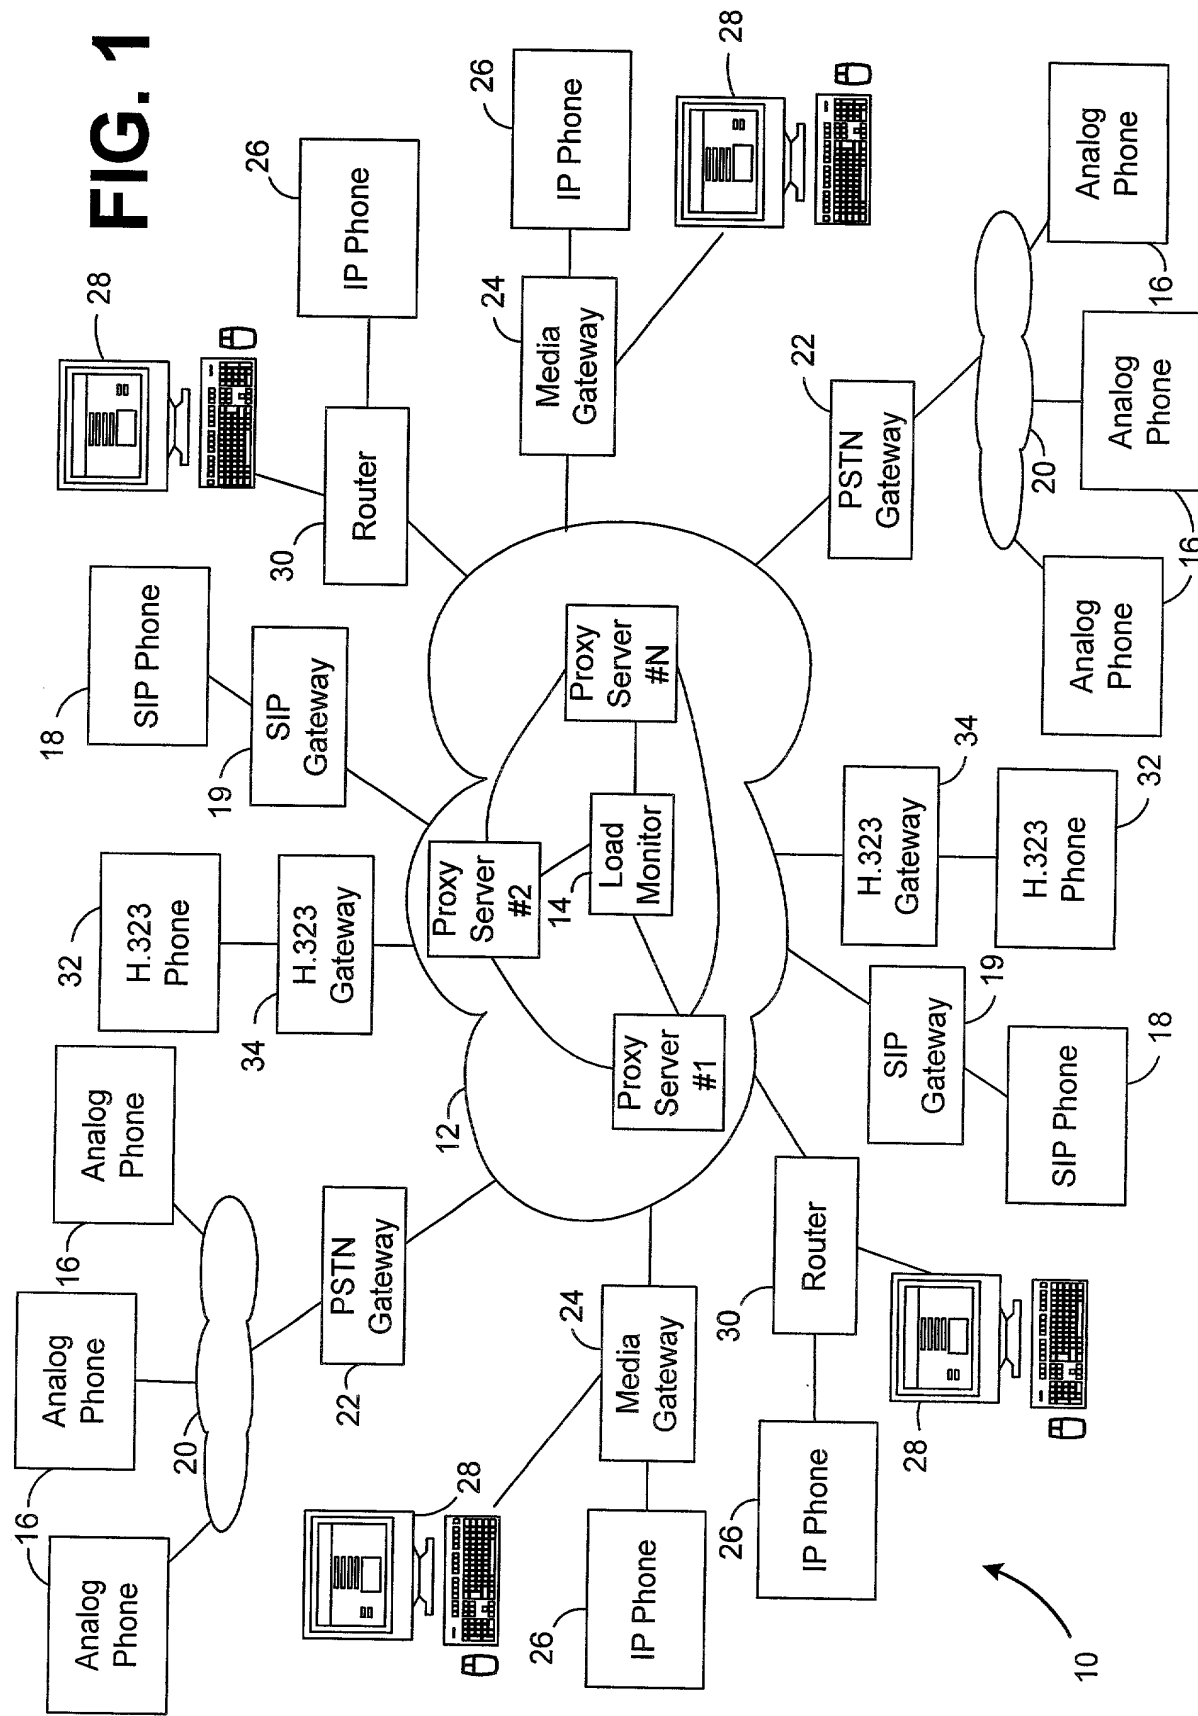 FIG. 1
Analog
Phone
16
Analog
Phone
16
Analog
Phone
16
20
32
H.323
Phone
34
H.323
Gateway
18
SIP Phone
19
SIP
Gateway
28
30
Router
26
IP Phone
22
PSTN
Gateway
12
Proxy
Server
#2
24
Media
Gateway
26
IP Phone
28
28
24
Media
Gateway
26
IP Phone
14
Load
Monitor
Proxy
Server
#N
Proxy
Server
#1
26
IP Phone
30
Router
28
SIP
Gateway
19
SIP Phone
18
H.323
Gateway
34
H.323
Phone
32
PSTN
Gateway
22
20
Analog
Phone
16
Analog
Phone
16
Analog
Phone
10